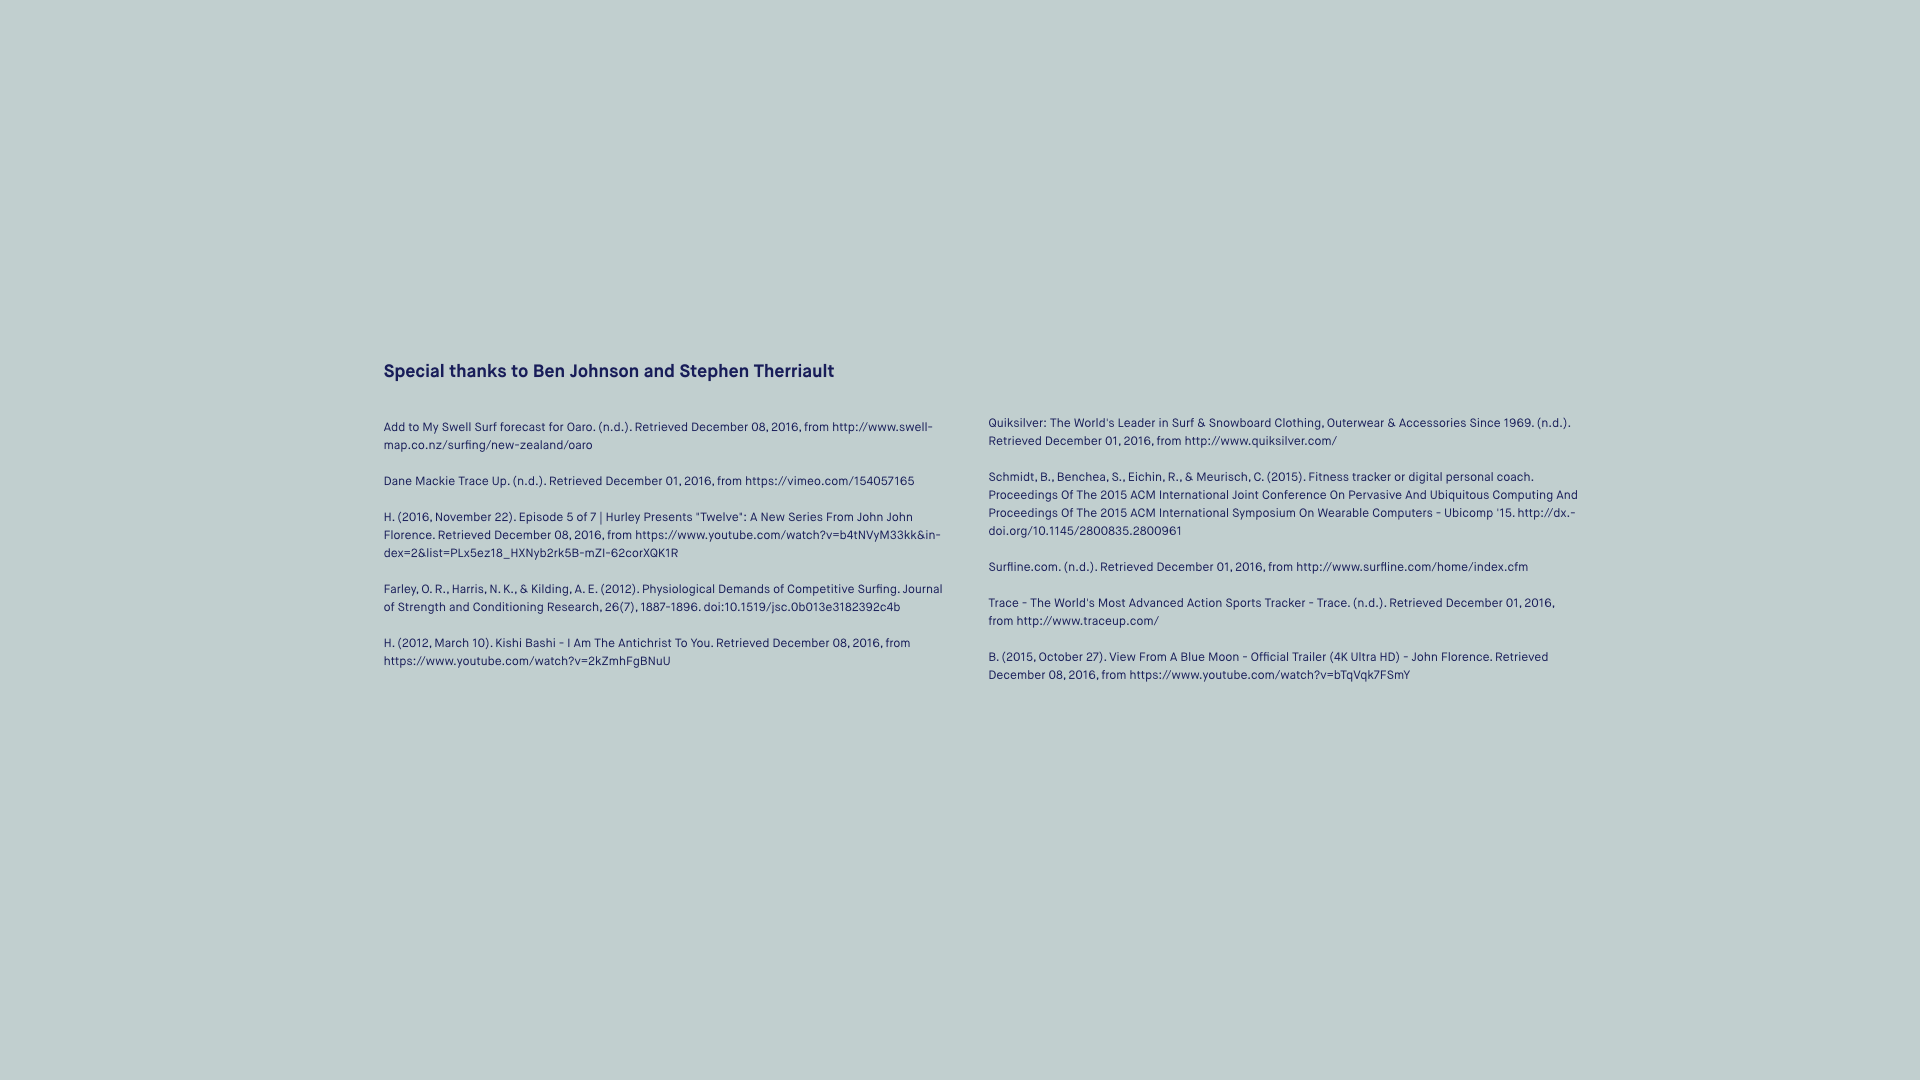 Special thanks to Ben Johnson and Stephen Therriault
Add to My Swell Surf forecast for Oaro. (n.d.). Retrieved December 08, 2016, from http://www.swell-
map.co.nz/surfing/new-zealand/oaro
Dane Mackie Trace Up. (n.d.). Retrieved December 01, 2016, from https://vimeo.com/154057165
H. (2016, November 22). Episode 5 of 7 | Hurley Presents "Twelve": A New Series From John John
Florence. Retrieved December 08, 2016, from https://www.youtube.com/watch?v=b4tNVyM33kk&in-
dex=2&list=PLx5ez18_HXNyb2rk5B-mZI-62corXQK1R
Farley, O. R., Harris, N. K., & Kilding, A. E. (2012). Physiological Demands of Competitive Surfing. Journal
of Strength and Conditioning Research, 26(7), 1887-1896. doi:10.1519/jsc.0b013e3182392c4b
H. (2012, March 10). Kishi Bashi - I Am The Antichrist To You. Retrieved December 08, 2016, from
https://www.youtube.com/watch?v=2kZmhFgBNuU
Quiksilver: The World's Leader in Surf & Snowboard Clothing, Outerwear & Accessories Since 1969. (n.d.).
Retrieved December 01, 2016, from http://www.quiksilver.com/
Schmidt, B., Benchea, S., Eichin, R., & Meurisch, C. (2015). Fitness tracker or digital personal coach.
Proceedings Of The 2015 ACM International Joint Conference On Pervasive And Ubiquitous Computing And
Proceedings Of The 2015 ACM International Symposium On Wearable Computers - Ubicomp '15. http://dx.-
doi.org/10.1145/2800835.2800961
Surfline.com. (n.d.). Retrieved December 01, 2016, from http://www.surfline.com/home/index.cfm
Trace - The World's Most Advanced Action Sports Tracker - Trace. (n.d.). Retrieved December 01, 2016,
from http://www.traceup.com/
B. (2015, October 27). View From A Blue Moon - Official Trailer (4K Ultra HD) - John Florence. Retrieved
December 08, 2016, from https://www.youtube.com/watch?v=bTqVqk7FSmY